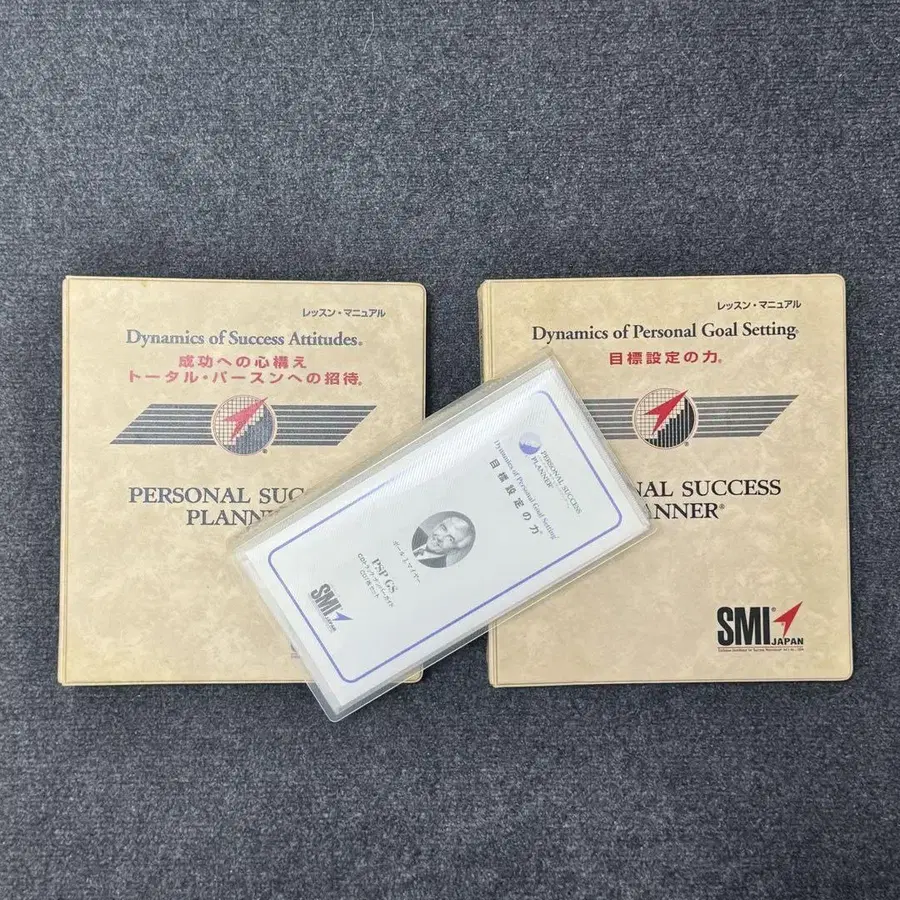 レッスン・マニュアル
Dynamics of Success Attitudes®
成功への心構え
トータル・パースンへの招待®
®
PERSONAL SUC
PLANN
レッスン・マニュアル
Dynamics of Personal Goal Setting®
目標設定の力®
®
NAL SUCCESS
ANNER®
SMI®
JAPAN
PERSONAL SUCCESS
PLANNER®
Dynamics of Personal Goal Setting®
目標設定の力®
ポール J.マイヤー
PSP GS
SMI®
JAPAN